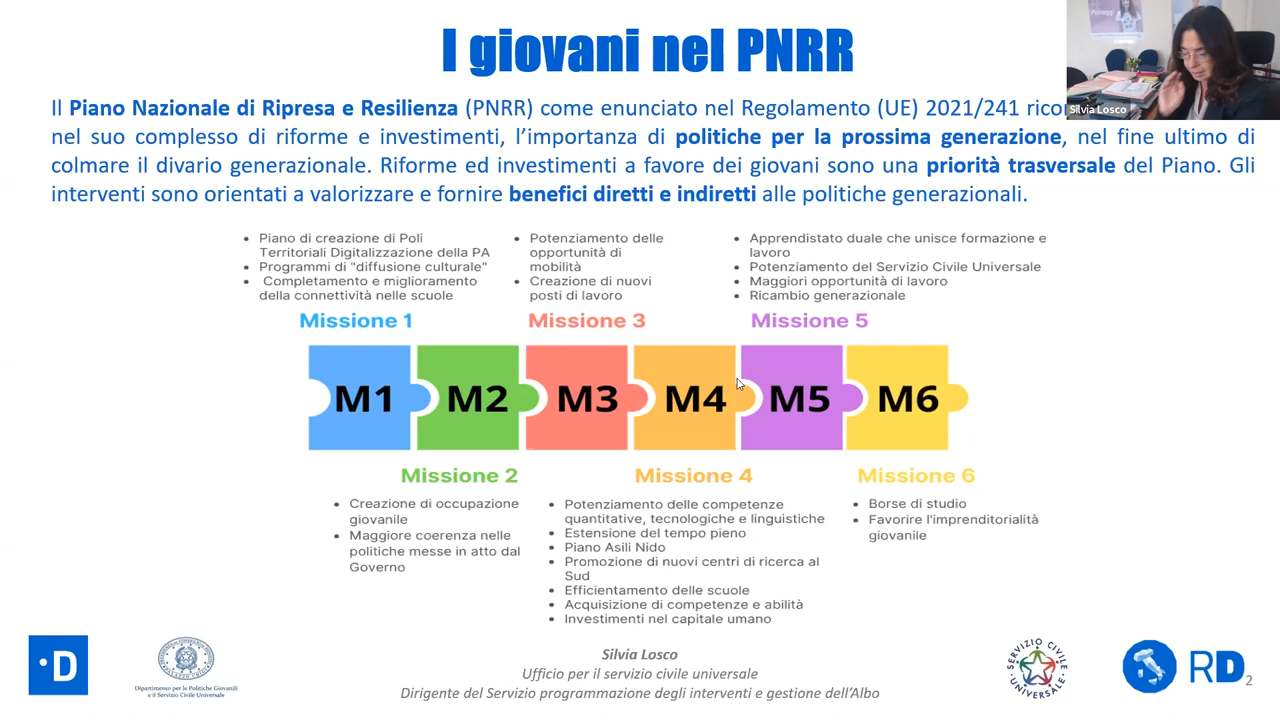 I giovani nel PNRR
Silvia Losco
Il Piano Nazionale di Ripresa e Resilienza (PNRR) come enunciato nel Regolamento (UE) 2021/241
nel suo complesso di riforme e investimenti, l'importanza di politiche per la prossima generazione, nel fine ultimo di
colmare il divario generazionale. Riforme ed investimenti a favore dei giovani sono una priorità trasversale del Piano. Gli
interventi sono orientati a valorizzare e fornire benefici diretti e indiretti alle politiche generazionali.
• Piano di creazione di Poli
Territoriali Digitalizzazione della PA
• Programmi di "diffusione culturale"
• Completamento e miglioramento
della connettività nelle scuole
Missione 1
• Potenziamento delle
opportunità di
mobilità
• Creazione di nuovi
posti di lavoro
Missione 3
• Apprendistato duale che unisce formazione e
lavoro
• Potenziamento del Servizio Civile Universale
• Maggiori opportunità di lavoro
• Ricambio generazionale
Missione 5
M1 M2 M3 M4 M5 M6
Missione 2
• Creazione di occupazione
giovanile
• Maggiore coerenza nelle
politiche messe in atto dal
Governo
Missione 4
• Potenziamento delle competenze
quantitative, tecnologiche e linguistiche
• Estensione del tempo pieno
• Piano Asili Nido
• Promozione di nuovi centri di ricerca al
Sud
• Efficientamento delle scuole
• Acquisizione di competenze e abilità
• Investimenti nel capitale umano
Missione 6
• Borse di studio
• Favorire l'imprenditorialità
giovanile
D
Dipartimento per le Politiche Giovanili
e il Servizio Civile Universale
Silvia Losco
Ufficio per il servizio civile universale
Dirigente del Servizio programmazione degli interventi e gestione dell'Albo
SERVIZIO CIVILE
UNIVERSALE
RD
2